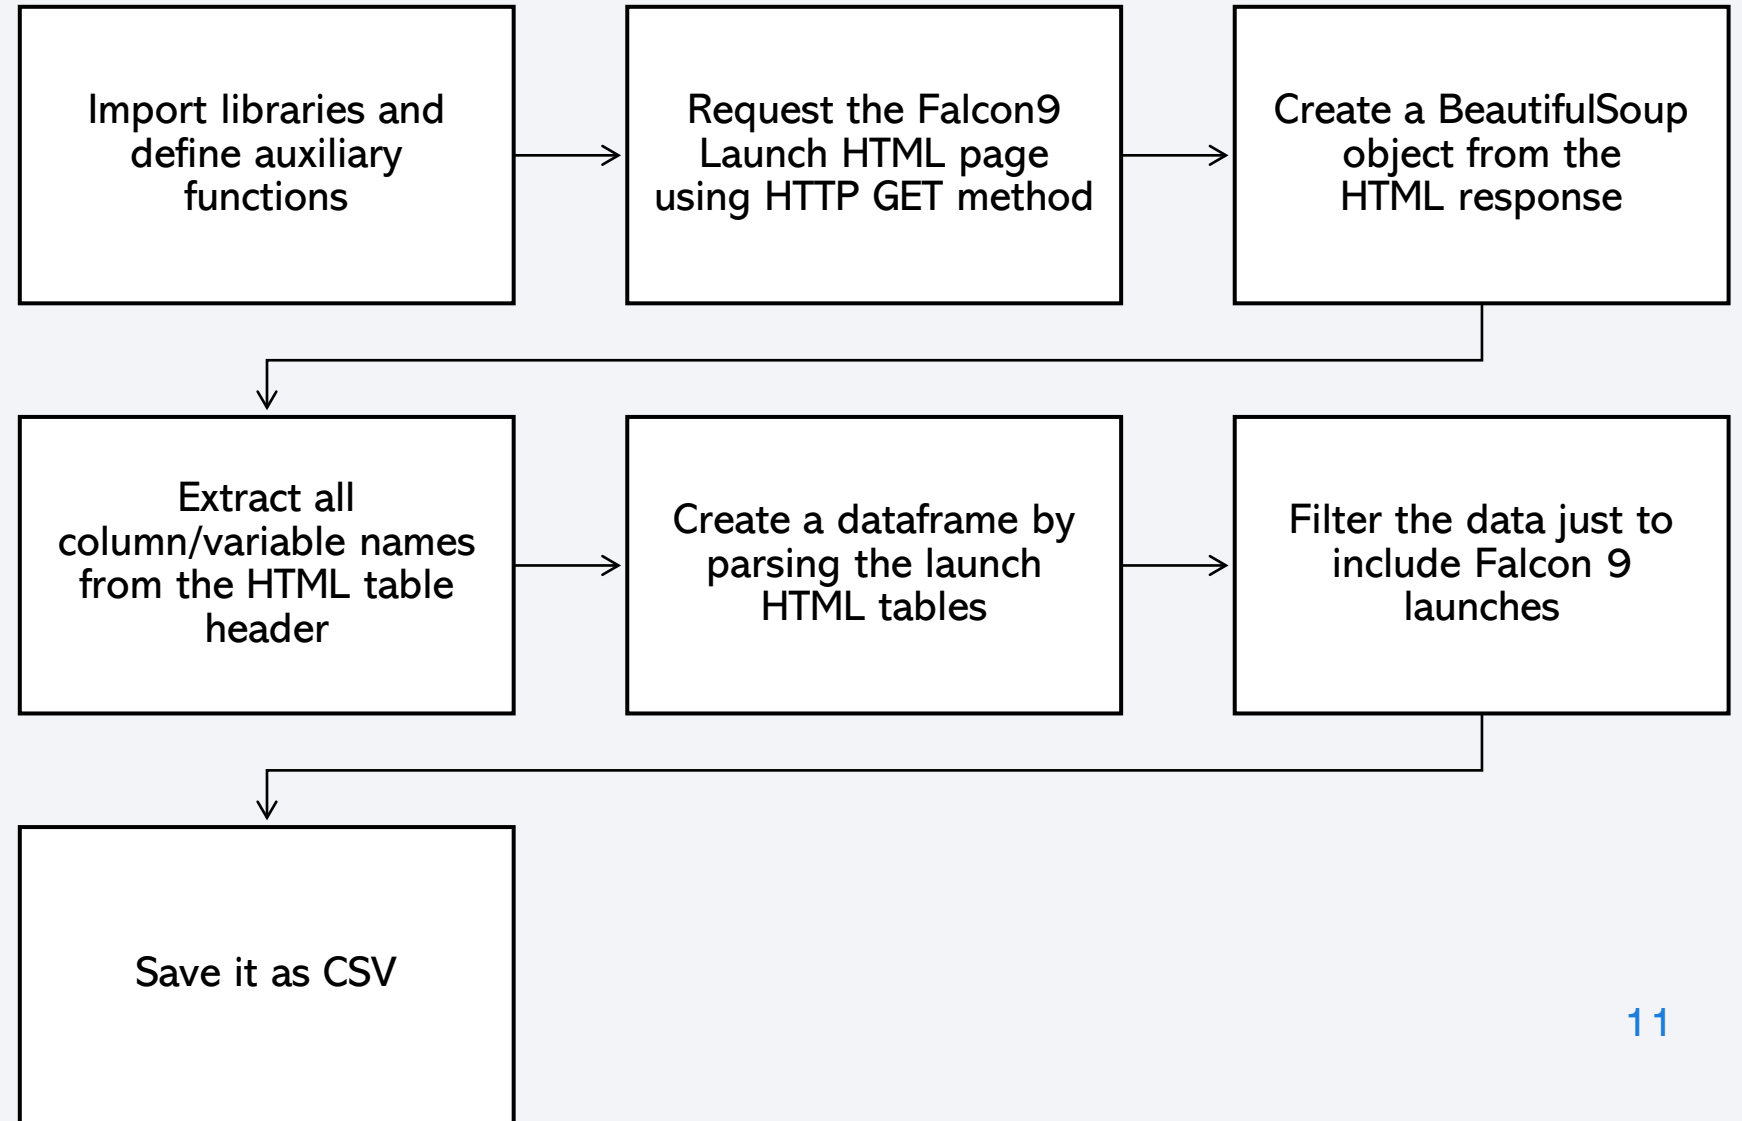 Import libraries and
define auxiliary
functions
Request the Falcon9
Launch HTML page
using HTTP GET method
Create a BeautifulSoup
object from the
HTML response
Extract all
column/variable names
from the HTML table
header
Create a dataframe by
parsing the launch
HTML tables
Filter the data just to
include Falcon 9
launches
Save it as CSV
11